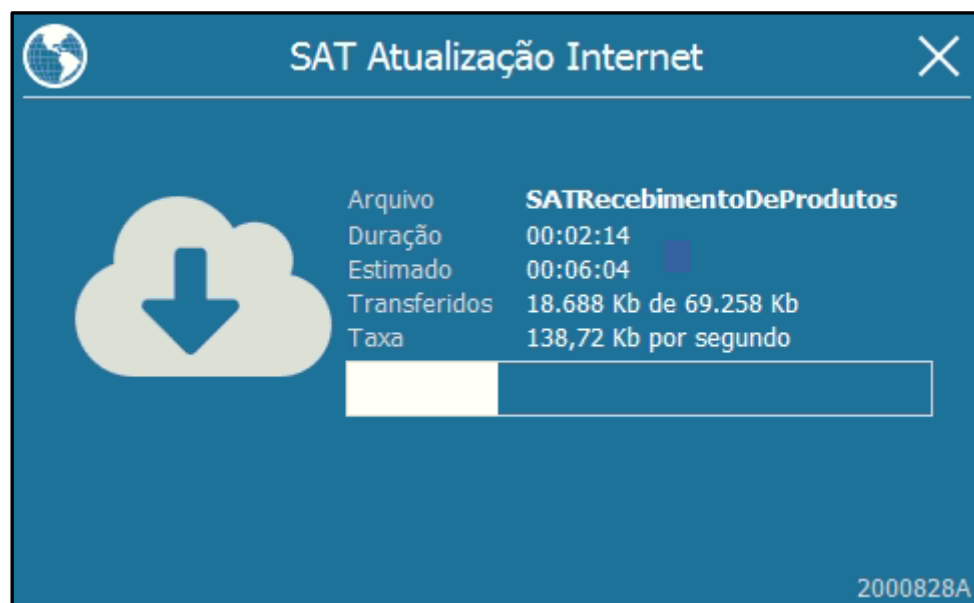 SAT Atualização Internet
Arquivo SATRecebimentoDeProdutos
Duração 00:02:14
Estimado 00:06:04
Transferidos 18.688 Kb de 69.258 Kb
Taxa 138,72 Kb por segundo
2000828A